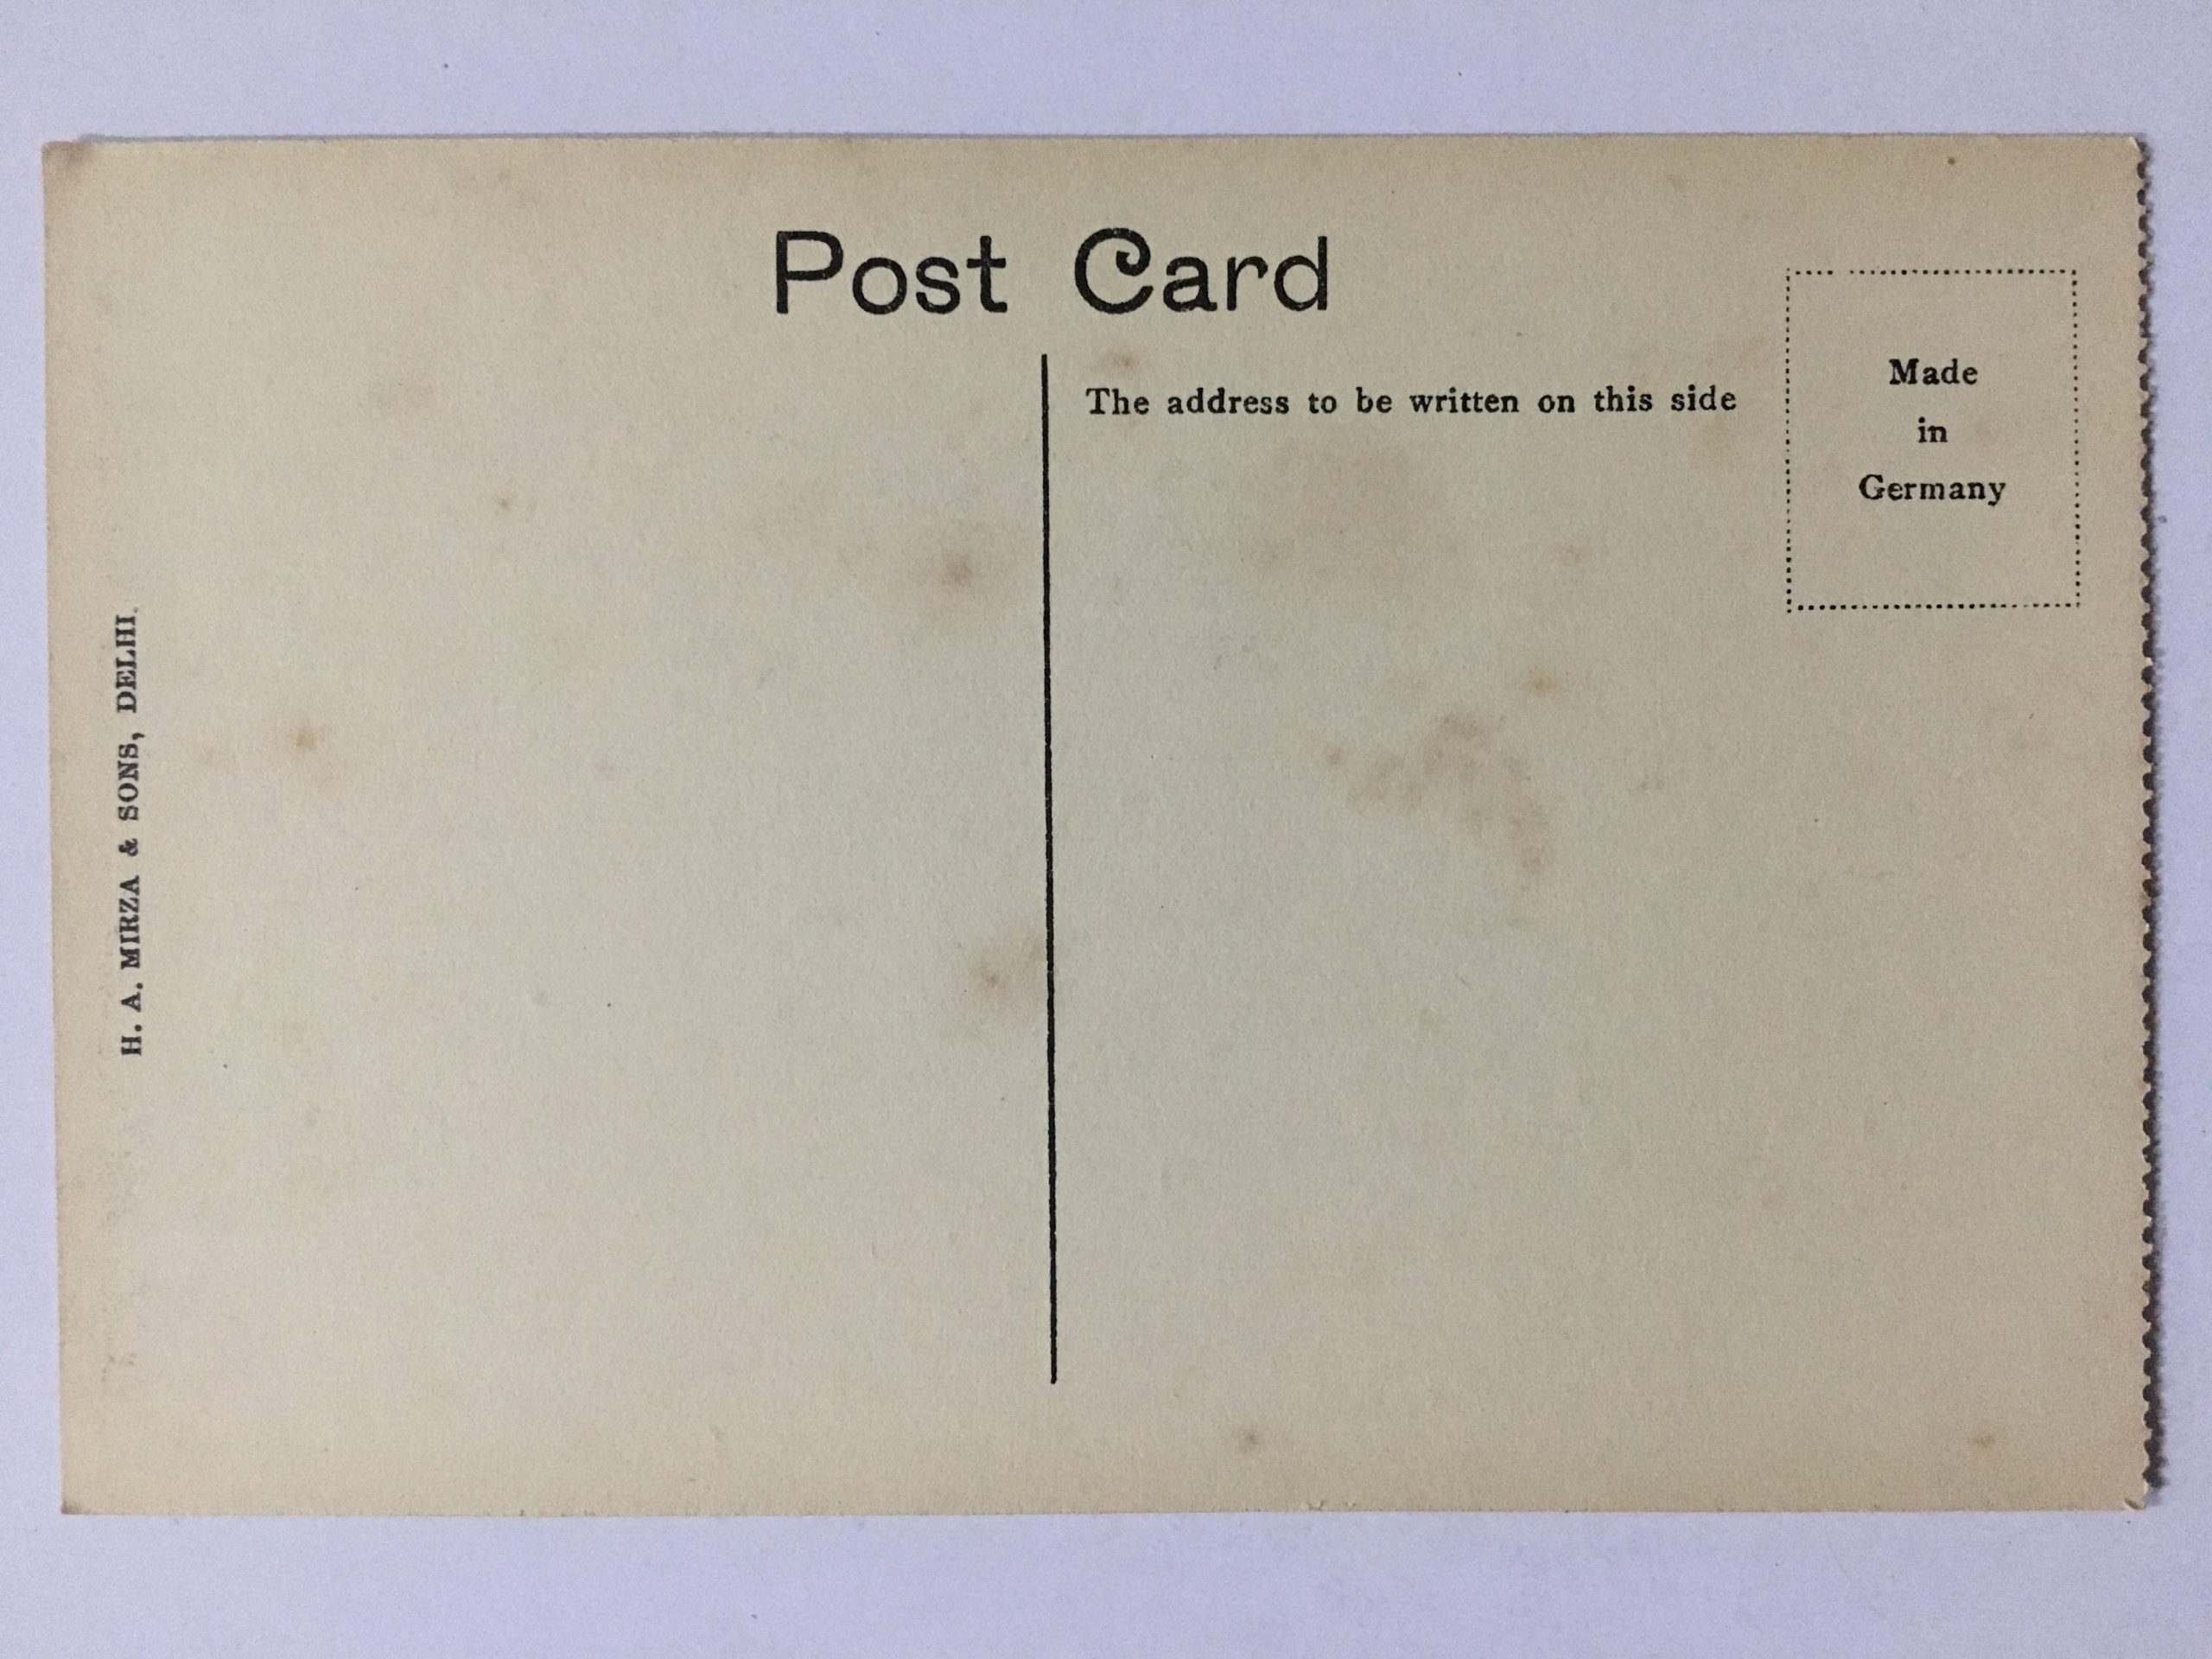 Post Card
The address to be written on this side
Made
in
Germany
H. A. MIRZA & SONS, DELHI.